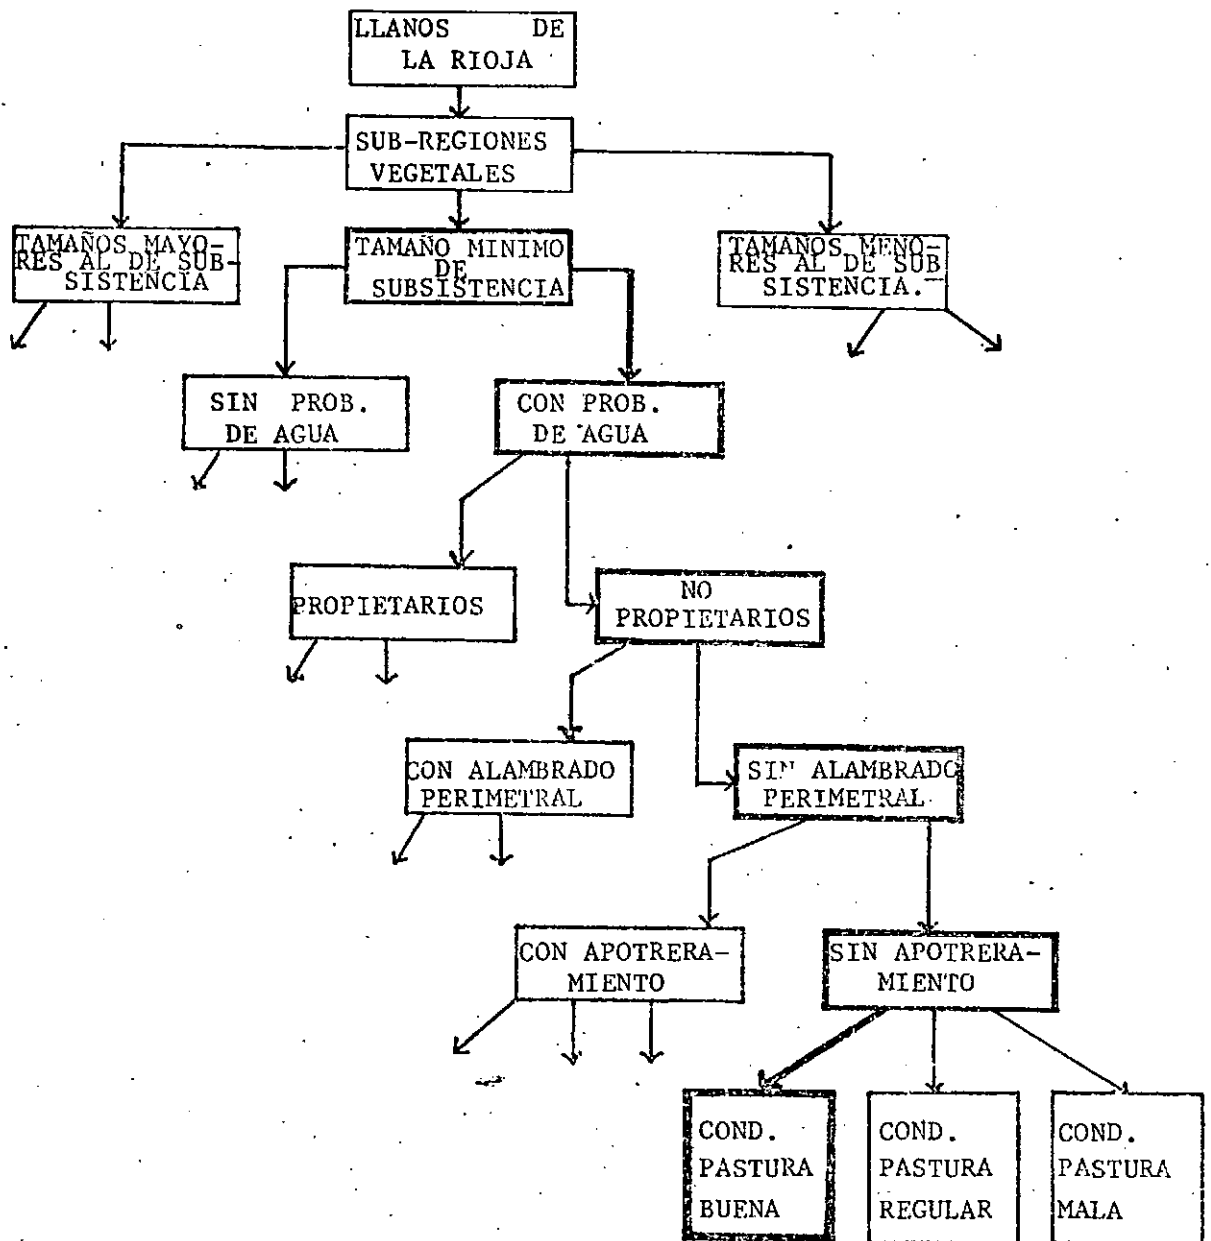 LLANOS DE
LA RIOJA
SUB-REGIONES
VEGETALES
TAMAÑOS MAYO-
RES AL DE SUB-
SISTENCIA
TAMAÑO MINIMO
DE
SUBSISTENCIA
TAMAÑOS MENO-
RES AL DE SUB-
SISTENCIA.
SIN PROB.
DE AGUA
CON PROB.
DE AGUA
PROPIETARIOS
NO
PROPIETARIOS
CON ALAMBRADO
PERIMETRAL
SIN ALAMBRADO
PERIMETRAL
CON APOTRERA-
MIENTO
SIN APOTRERA-
MIENTO
COND.
PASTURA
BUENA
COND.
PASTURA
REGULAR
COND.
PASTURA
MALA